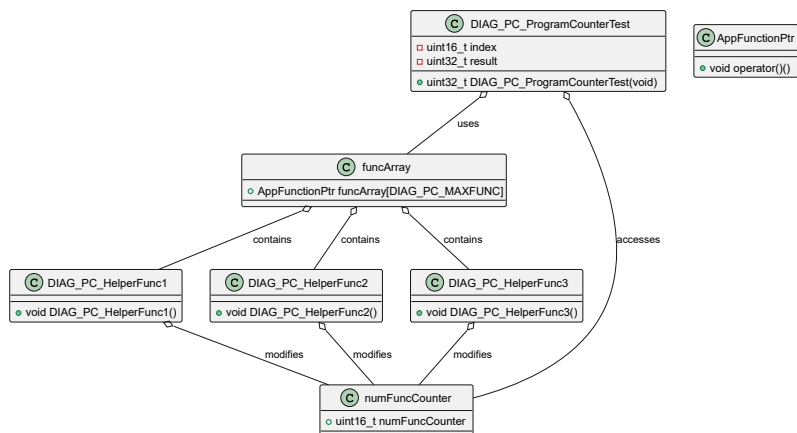 C DIAG_PC_ProgramCounterTest
uint16_t index
uint32_t result
uint32_t DIAG_PC_ProgramCounterTest(void)
C AppFunctionPtr
void operator()()
uses
C funcArray
AppFunctionPtr funcArray[DIAG_PC_MAXFUNC]
contains
contains
contains
accesses
C DIAG_PC_HelperFunc1
void DIAG_PC_HelperFunc1()
C DIAG_PC_HelperFunc2
void DIAG_PC_HelperFunc2()
C DIAG_PC_HelperFunc3
void DIAG_PC_HelperFunc3()
modifies
modifies
modifies
C numFuncCounter
uint16_t numFuncCounter